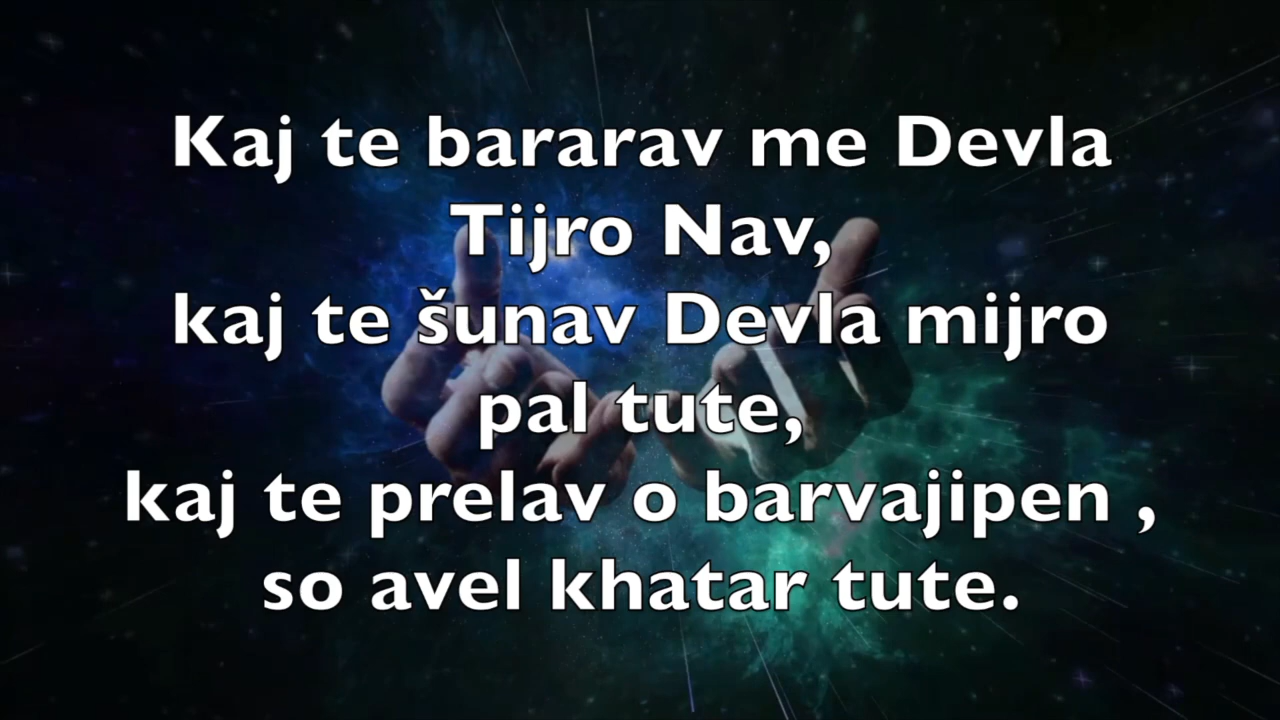 Kaj te bararav me Devla
Tijro Nav,
kaj te šunav Devla mijro
pal tute,
kaj te prelav o barvajipen ,
so avel khatar tute.